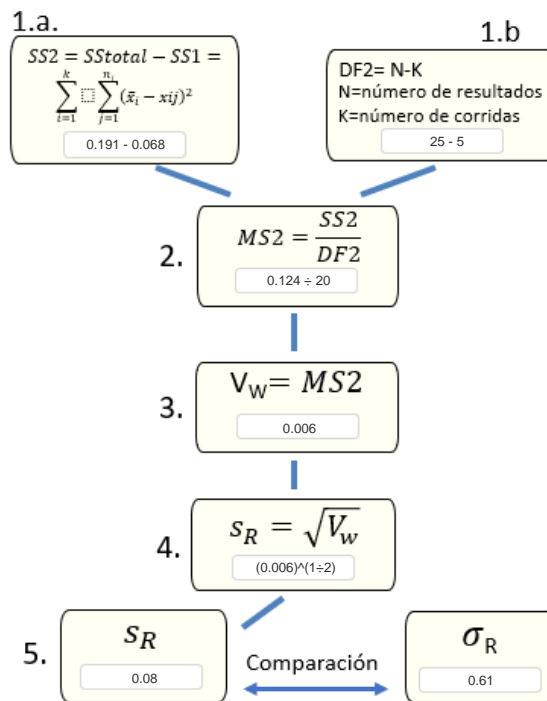 1.a.
SS2 = SStotal − SS1 =
∑_{i=1}^{k} ⬚ ∑_{j=1}^{n_i} (x̄_i − xij)²
0.191 - 0.068
1.b
DF2= N-K
N=número de resultados
K=número de corridas
25 - 5
2.
MS2 = SS2/DF2
0.124 ÷ 20
3.
V_W= MS2
0.006
4.
s_R = √V_w
(0.006)^(1÷2)
5.
s_R
0.08
Comparación
σ_R
0.61